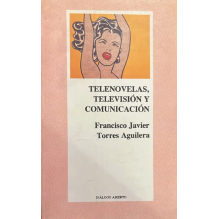 TELENOVELAS,
TELEVISIÓN Y
COMUNICACIÓN
Francisco Javier
Torres Aguilera
DIÁLOGO ABIERTO